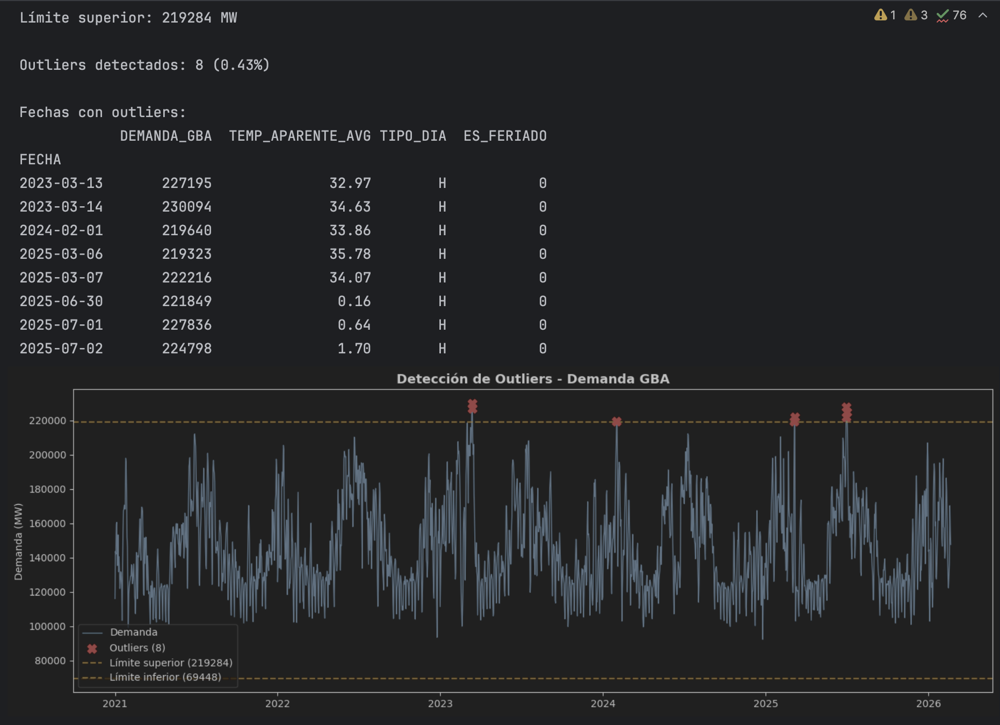 Límite superior: 219284 MW
1 3 76
Outliers detectados: 8 (0.43%)
Fechas con outliers:
DEMANDA_GBA TEMP_APARENTE_AVG TIPO_DIA ES_FERIADO
FECHA
2023-03-13 227195 32.97 H 0
2023-03-14 230094 34.63 H 0
2024-02-01 219640 33.86 H 0
2025-03-06 219323 35.78 H 0
2025-03-07 222216 34.07 H 0
2025-06-30 221849 0.16 H 0
2025-07-01 227836 0.64 H 0
2025-07-02 224798 1.70 H 0
Detección de Outliers - Demanda GBA
Demanda (MW)
220000
200000
180000
160000
140000
120000
100000
80000
Demanda
Outliers (8)
Límite superior (219284)
Límite inferior (69448)
2021 2022 2023 2024 2025 2026